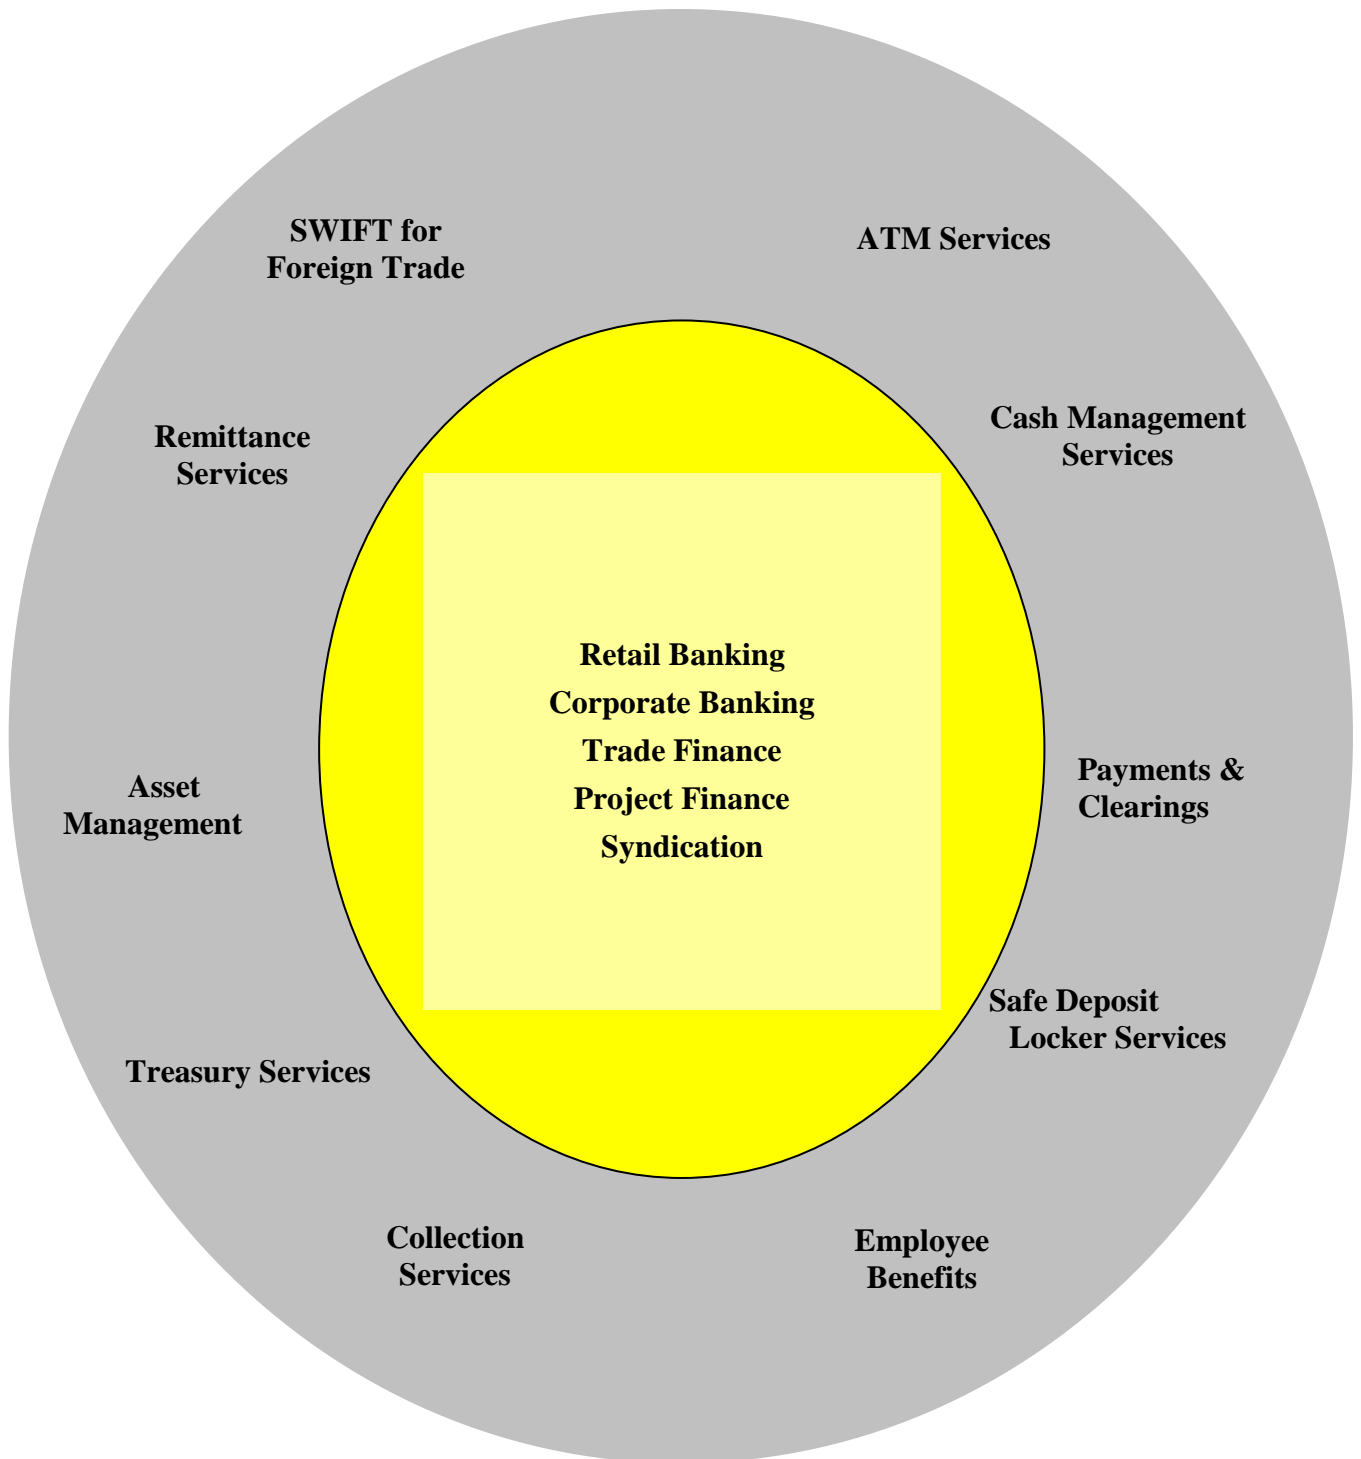 SWIFT for
Foreign Trade
ATM Services
Cash Management
Services
Remittance
Services
Retail Banking
Corporate Banking
Trade Finance
Project Finance
Syndication
Payments &
Clearings
Asset
Management
Safe Deposit
Locker Services
Treasury Services
Collection
Services
Employee
Benefits